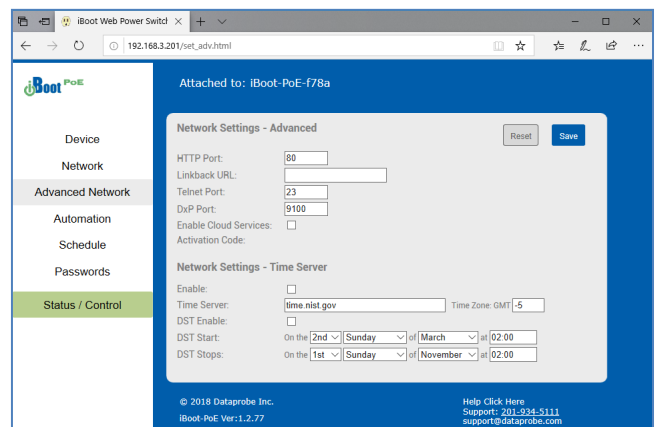 iBoot Web Power Switch
192.168.3.201/set_adv.html
iBoot PoE
Attached to: iBoot-PoE-f78a
Device
Network
Advanced Network
Automation
Schedule
Passwords
Status / Control
Network Settings - Advanced
Reset Save
HTTP Port: 80
Linkback URL:
Telnet Port: 23
DxP Port: 9100
Enable Cloud Services:
Activation Code:
Network Settings - Time Server
Enable:
Time Server: time.nist.gov Time Zone: GMT -5
DST Enable:
DST Start: On the 2nd Sunday of March at 02:00
DST Stops: On the 1st Sunday of November at 02:00
© 2018 Dataprobe Inc.
iBoot-PoE Ver:1.2.77
Help Click Here
Support: 201-934-5111
support@dataprobe.com